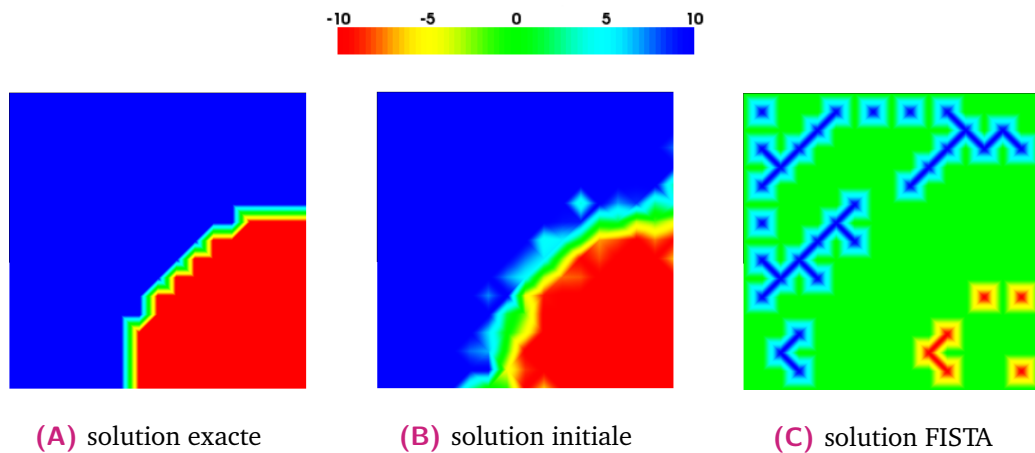 -10 -5 0 5 10
(A) solution exacte
(B) solution initiale
(C) solution FISTA